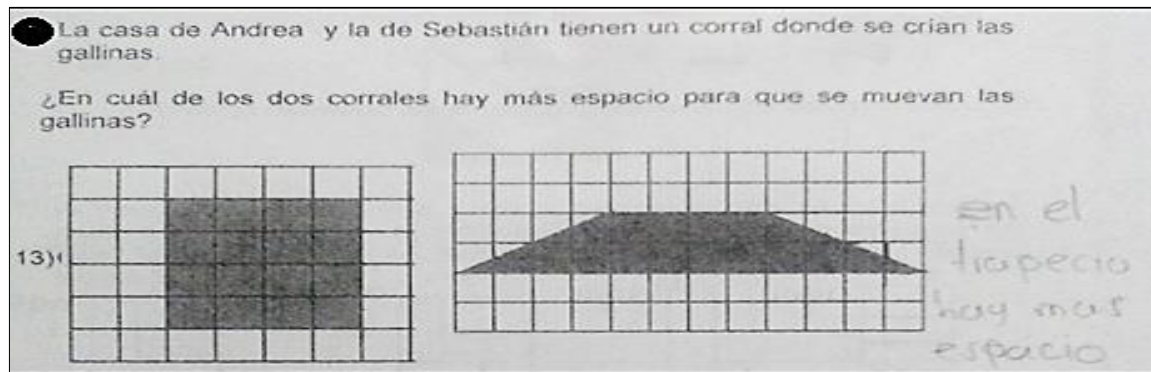 La casa de Andrea y la de Sebastián tienen un corral donde se crían las
gallinas.
¿En cuál de los dos corrales hay más espacio para que se muevan las
gallinas?
13)
en el
trapecio
hay mas
espacio